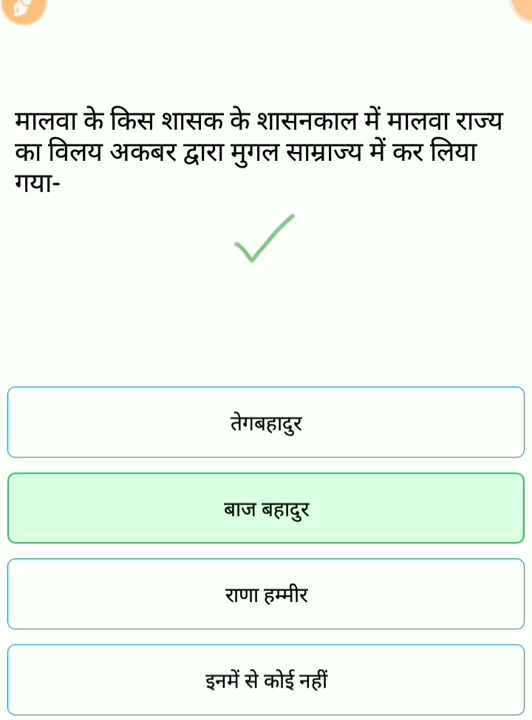 मालवा के किस शासक के शासनकाल में मालवा राज्य
का विलय अकबर द्वारा मुगल साम्राज्य में कर लिया
गया-
तेगबहादुर
बाज बहादुर
राणा हम्मीर
इनमें से कोई नहीं